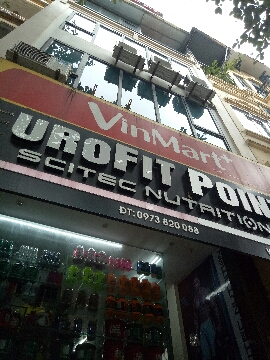 VinMart+
UROFIT POIN
SCITEC NUTRITION
ĐT: 0973 820 088